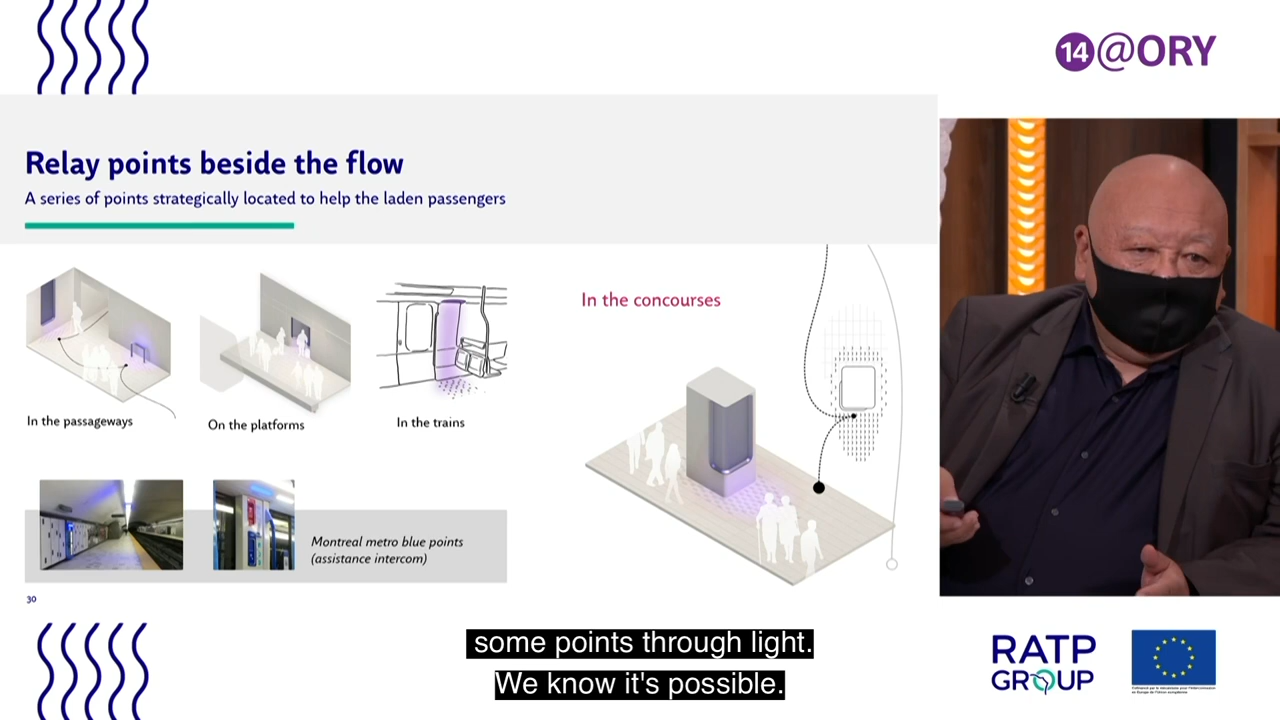 14@ORY
Relay points beside the flow
A series of points strategically located to help the laden passengers
In the passageways
On the platforms
In the trains
In the concourses
Montreal metro blue points
(assistance intercom)
30
some points through light.
We know it's possible.
RATP
GROUP